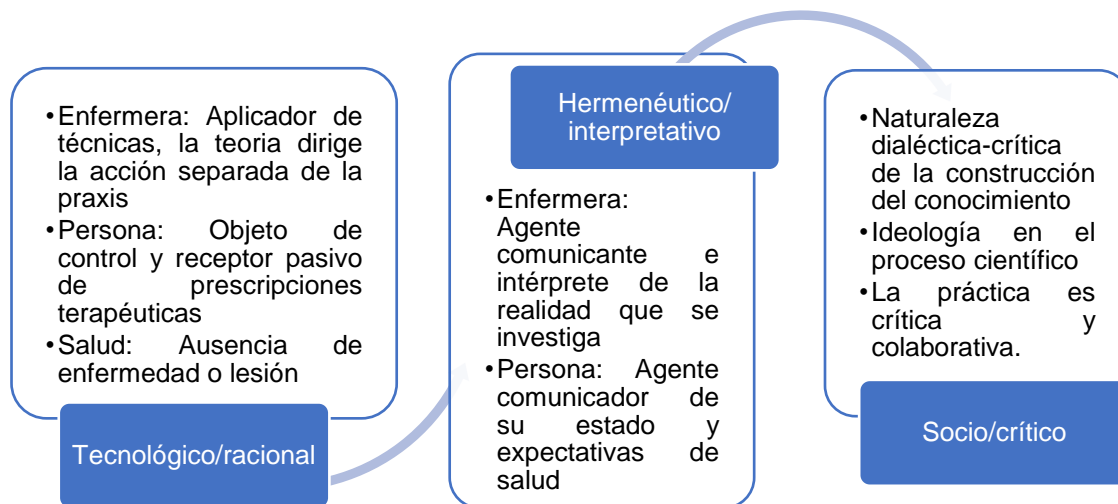 •Enfermera: Aplicador de
técnicas, la teoria dirige
la acción separada de la
praxis
•Persona: Objeto de
control y receptor pasivo
de prescripciones
terapéuticas
•Salud: Ausencia de
enfermedad o lesión
Tecnológico/racional
Hermenéutico/
interpretativo
•Enfermera:
Agente
comunicante e
intérprete de la
realidad que se
investiga
•Persona: Agente
comunicador de
su estado y
expectativas de
salud
•Naturaleza
dialéctica-crítica
de la construcción
del conocimiento
•Ideología en el
proceso científico
•La práctica es
crítica y
colaborativa.
Socio/crítico